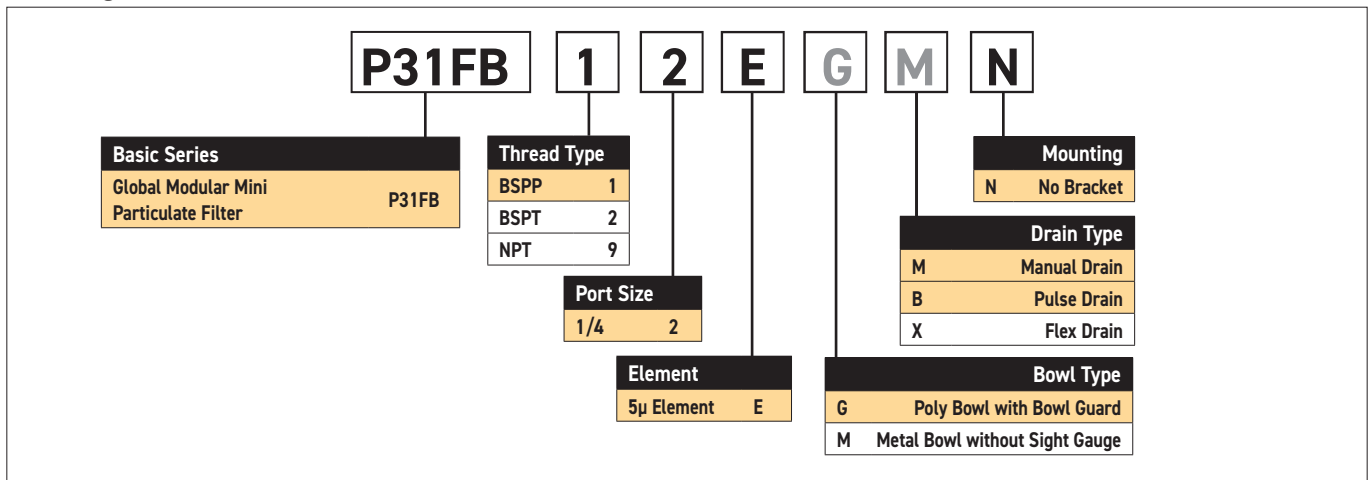 P31FB 1 2 E G M N
Basic Series
Global Modular Mini
Particulate Filter P31FB
Thread Type
BSPP 1
BSPT 2
NPT 9
Port Size
1/4 2
Element
5µ Element E
Mounting
N No Bracket
Drain Type
M Manual Drain
B Pulse Drain
X Flex Drain
Bowl Type
G Poly Bowl with Bowl Guard
M Metal Bowl without Sight Gauge